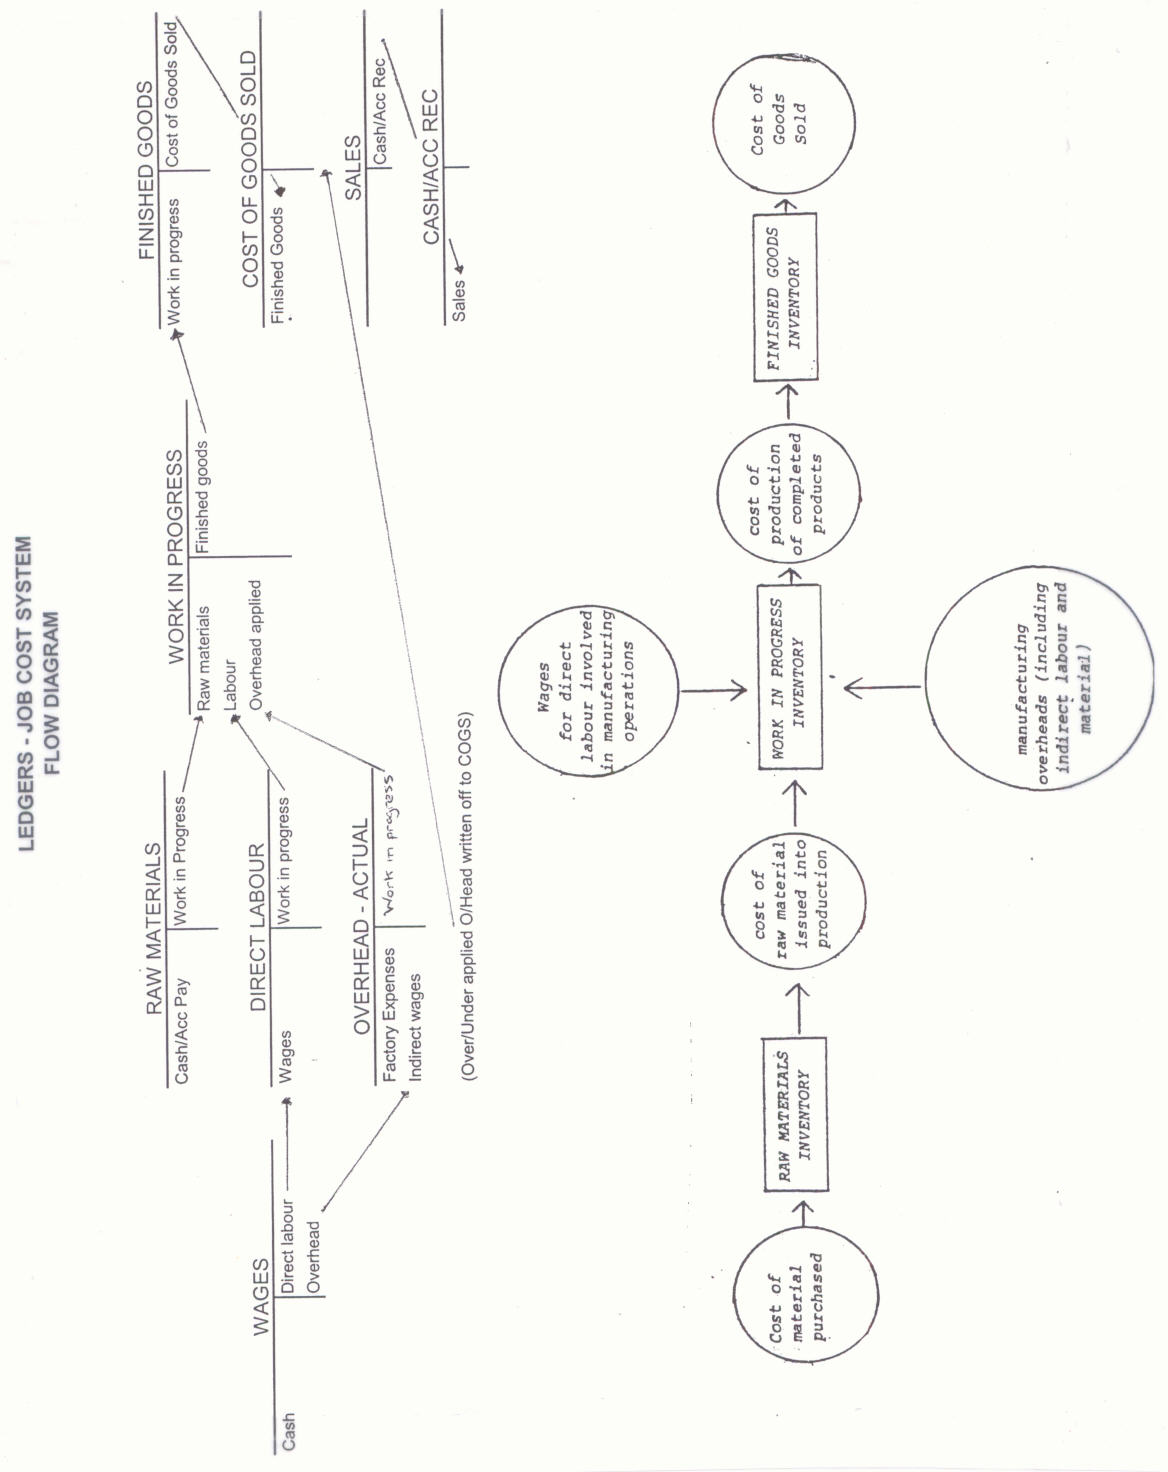 LEDGERS - JOB COST SYSTEM
FLOW DIAGRAM
WAGES
Cash
Direct labour
Overhead
RAW MATERIALS
Cash/Acc Pay
Work in Progress
DIRECT LABOUR
Wages
Work in progress
OVERHEAD - ACTUAL
Factory Expenses
Indirect wages
Work in progress
(Over/Under applied O/Head written off to COGS)
WORK IN PROGRESS
Raw materials
Labour
Overhead applied
Finished goods
FINISHED GOODS
Work in progress
Cost of Goods Sold
COST OF GOODS SOLD
Finished Goods
SALES
Cash/Acc Rec
CASH/ACC REC
Sales
Cost of
material
purchased
RAW MATERIALS
INVENTORY
cost of
raw material
issued into
production
Wages
for direct
labour involved
in manufacturing
operations
WORK IN PROGRESS
INVENTORY
manufacturing
overheads (including
indirect labour and
material)
cost of
production
of completed
products
FINISHED GOODS
INVENTORY
Cost of
Goods
Sold